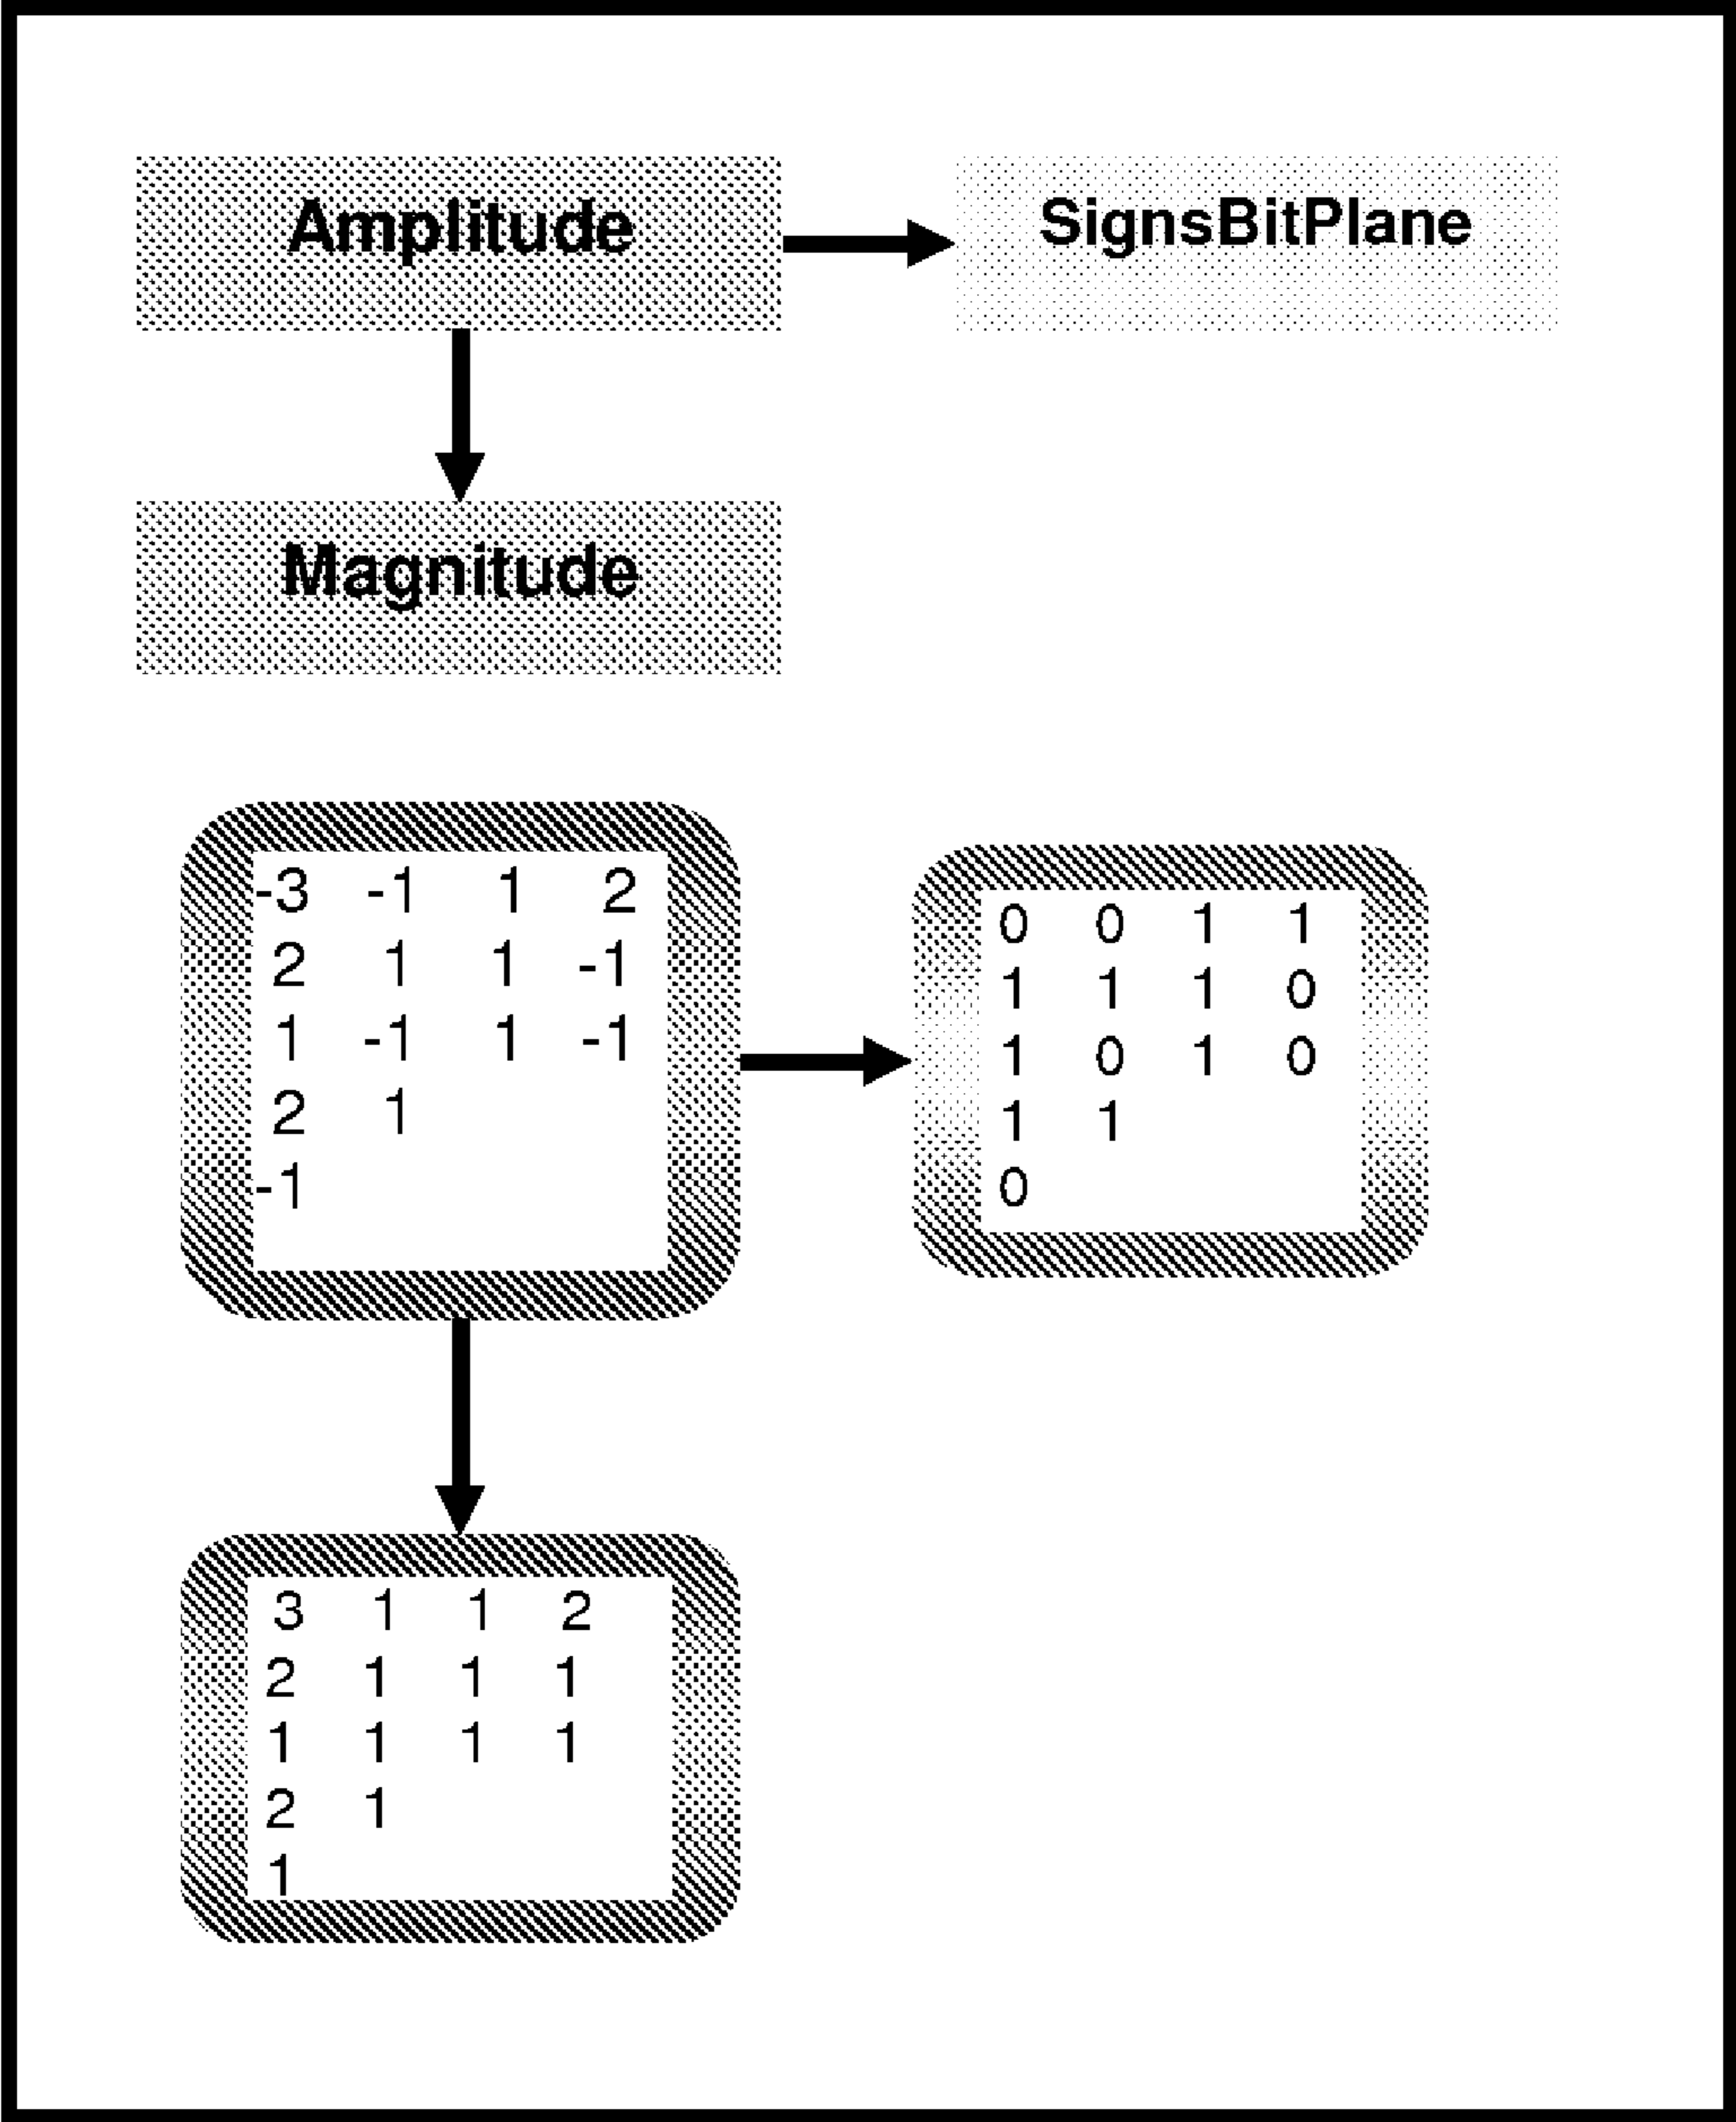 Amplitude SignsBitPlane
Magnitude
-3 -1 1 2
2 1 1 -1
1 -1 1 -1
2 1
-1
0 0 1 1
1 1 1 0
1 0 1 0
1 1
0
3 1 1 2
2 1 1 1
1 1 1 1
2 1
1